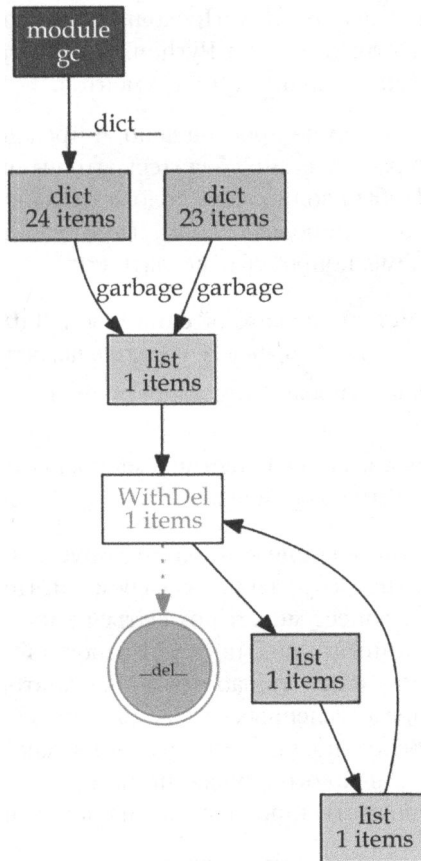 module
gc
__dict__
dict
24 items
dict
23 items
garbage
garbage
list
1 items
WithDel
1 items
__del__
list
1 items
list
1 items